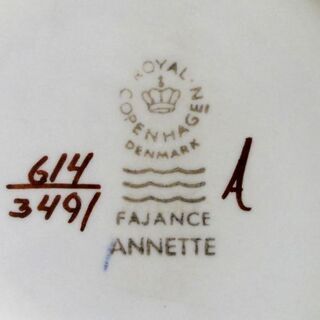 ROYAL
COPENHAGEN
DENMARK
614
3491
A
FAJANCE
ANNETTE